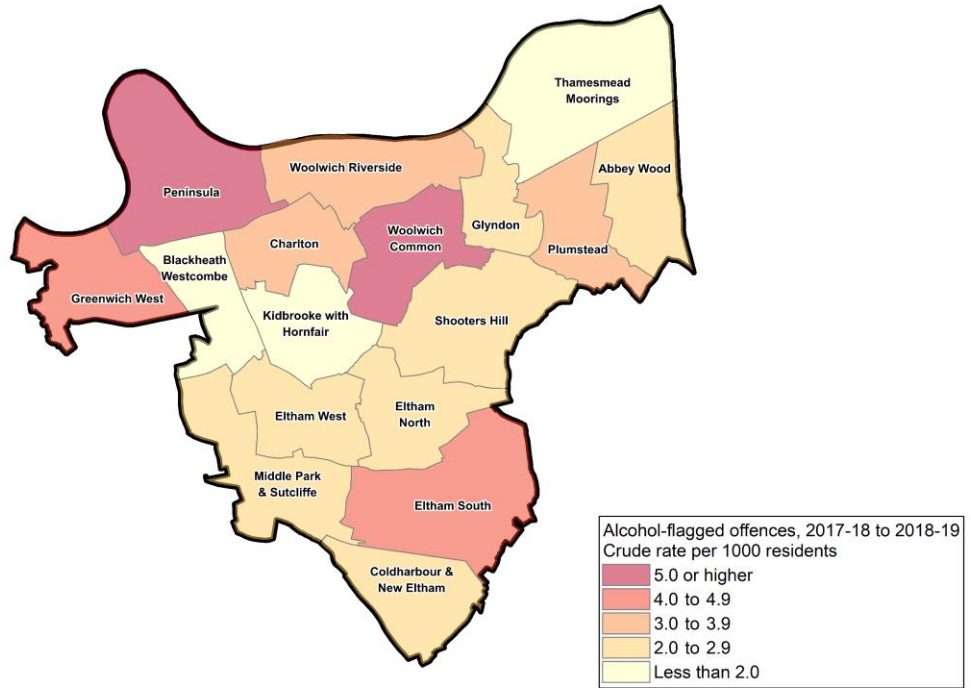 Thamesmead
Moorings
Abbey Wood
Woolwich Riverside
Peninsula
Glyndon
Woolwich
Common
Charlton
Plumstead
Blackheath
Westcombe
Greenwich West
Kidbrooke with
Hornfair
Shooters Hill
Eltham West
Eltham
North
Middle Park
& Sutcliffe
Eltham South
Coldharbour &
New Eltham
Alcohol-flagged offences, 2017-18 to 2018-19
Crude rate per 1000 residents
5.0 or higher
4.0 to 4.9
3.0 to 3.9
2.0 to 2.9
Less than 2.0